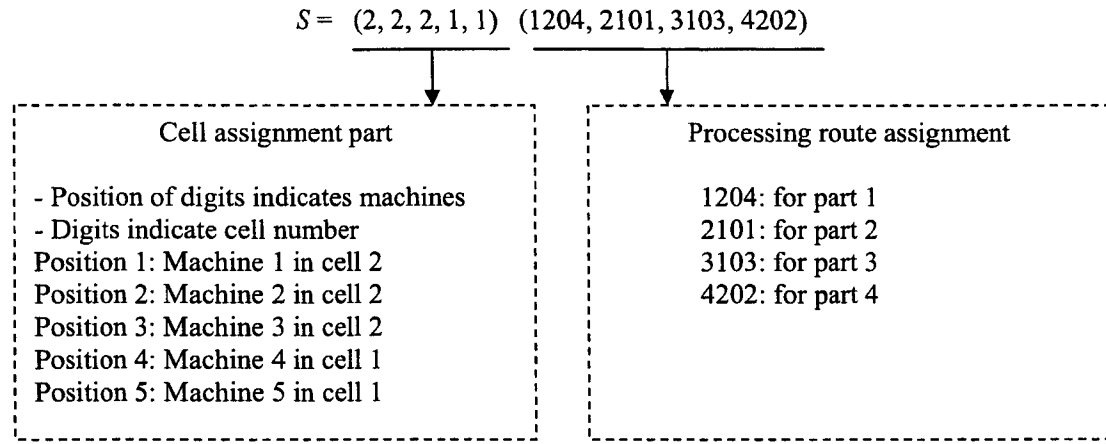 S = (2, 2, 2, 1, 1) (1204, 2101, 3103, 4202)
Cell assignment part
- Position of digits indicates machines
- Digits indicate cell number
Position 1: Machine 1 in cell 2
Position 2: Machine 2 in cell 2
Position 3: Machine 3 in cell 2
Position 4: Machine 4 in cell 1
Position 5: Machine 5 in cell 1
Processing route assignment
1204: for part 1
2101: for part 2
3103: for part 3
4202: for part 4